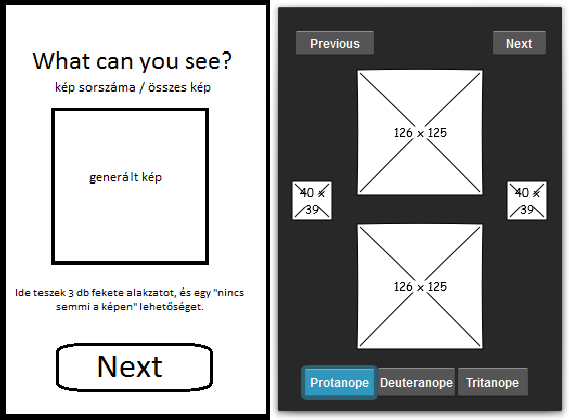 What can you see?
kép sorszáma / összes kép
generált kép
Ide teszek 3 db fekete alakzatot, és egy "nincs
semmi a képen" lehetőséget.
Next
Previous
Next
126 x 125
40 x
39
40 x
39
126 x 125
Protanope
Deuteranope
Tritanope